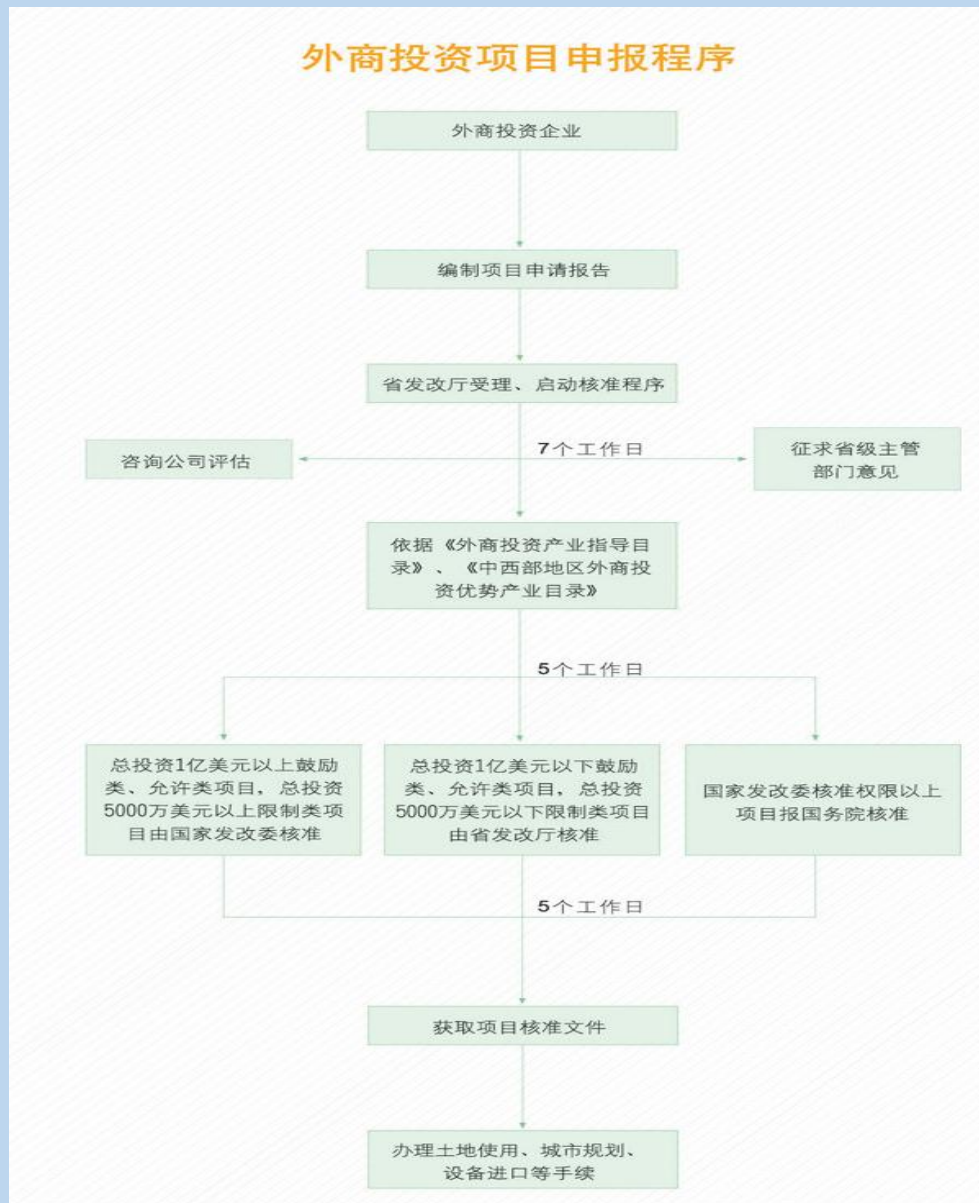 外商投资项目申报程序
外商投资企业
编制项目申请报告
省发改厅受理、启动核准程序
7个工作日
咨询公司评估
征求省级主管
部门意见
依据《外商投资产业指导目
录》、《中西部地区外商投
资优势产业目录》
5个工作日
总投资1亿美元以上鼓励
类、允许类项目，总投资
5000万美元以上限制类项
目由国家发改委核准
总投资1亿美元以下鼓励
类、允许类项目，总投资
5000万美元以下限制类项目
由省发改厅核准
国家发改委核准权限以上
项目报国务院核准
5个工作日
获取项目核准文件
办理土地使用、城市规划、
设备进口等手续